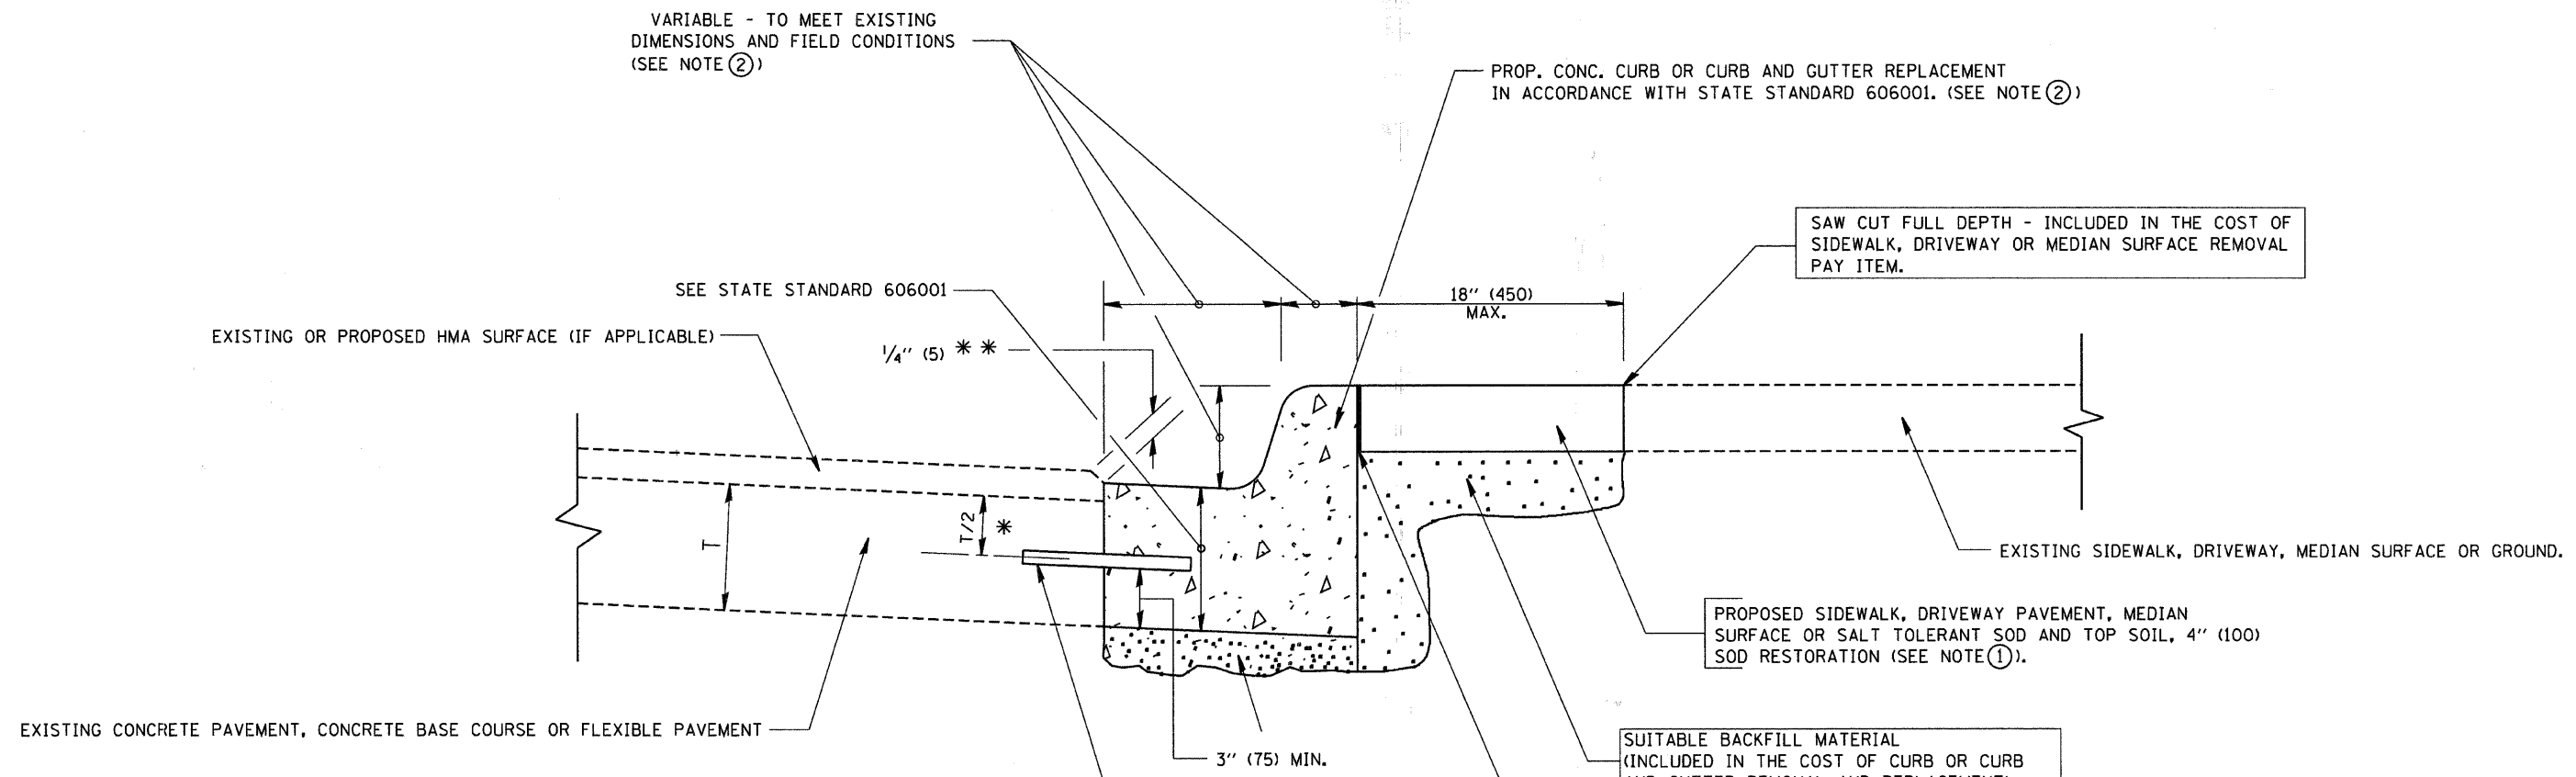 VARIABLE - TO MEET EXISTING
DIMENSIONS AND FIELD CONDITIONS
(SEE NOTE ②)
PROP. CONC. CURB OR CURB AND GUTTER REPLACEMENT
IN ACCORDANCE WITH STATE STANDARD 606001. (SEE NOTE ②)
SAW CUT FULL DEPTH - INCLUDED IN THE COST OF
SIDEWALK, DRIVEWAY OR MEDIAN SURFACE REMOVAL
PAY ITEM.
SEE STATE STANDARD 606001
18" (450)
MAX.
EXISTING OR PROPOSED HMA SURFACE (IF APPLICABLE)
1/4" (5) * *
T
T/2 *
EXISTING SIDEWALK, DRIVEWAY, MEDIAN SURFACE OR GROUND.
PROPOSED SIDEWALK, DRIVEWAY PAVEMENT, MEDIAN
SURFACE OR SALT TOLERANT SOD AND TOP SOIL, 4" (100)
SOD RESTORATION (SEE NOTE ①).
EXISTING CONCRETE PAVEMENT, CONCRETE BASE COURSE OR FLEXIBLE PAVEMENT
3" (75) MIN.
SUITABLE BACKFILL MATERIAL
(INCLUDED IN THE COST OF CURB OR CURB
AND GUTTER REMOVAL AND REPLACEMENT)